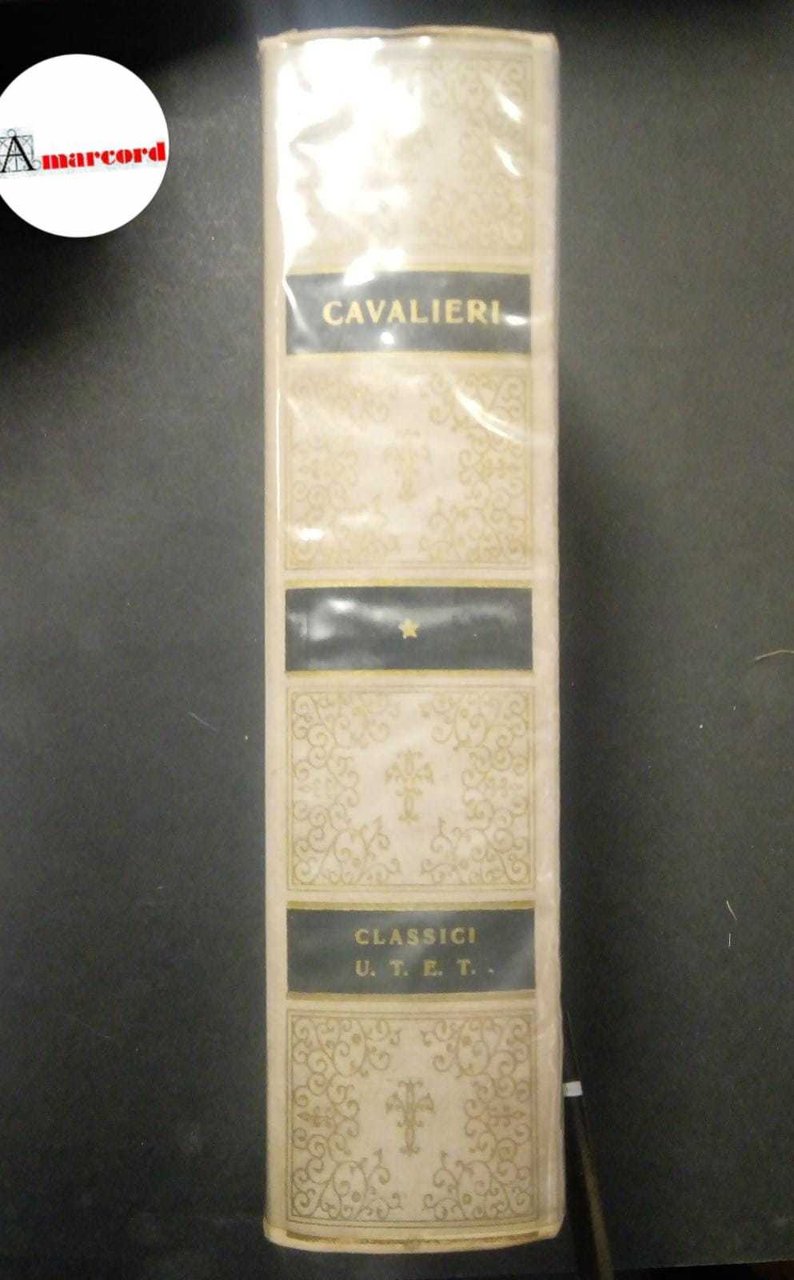 Amarcord
CAVALIERI
CLASSICI
U. T. E. T.